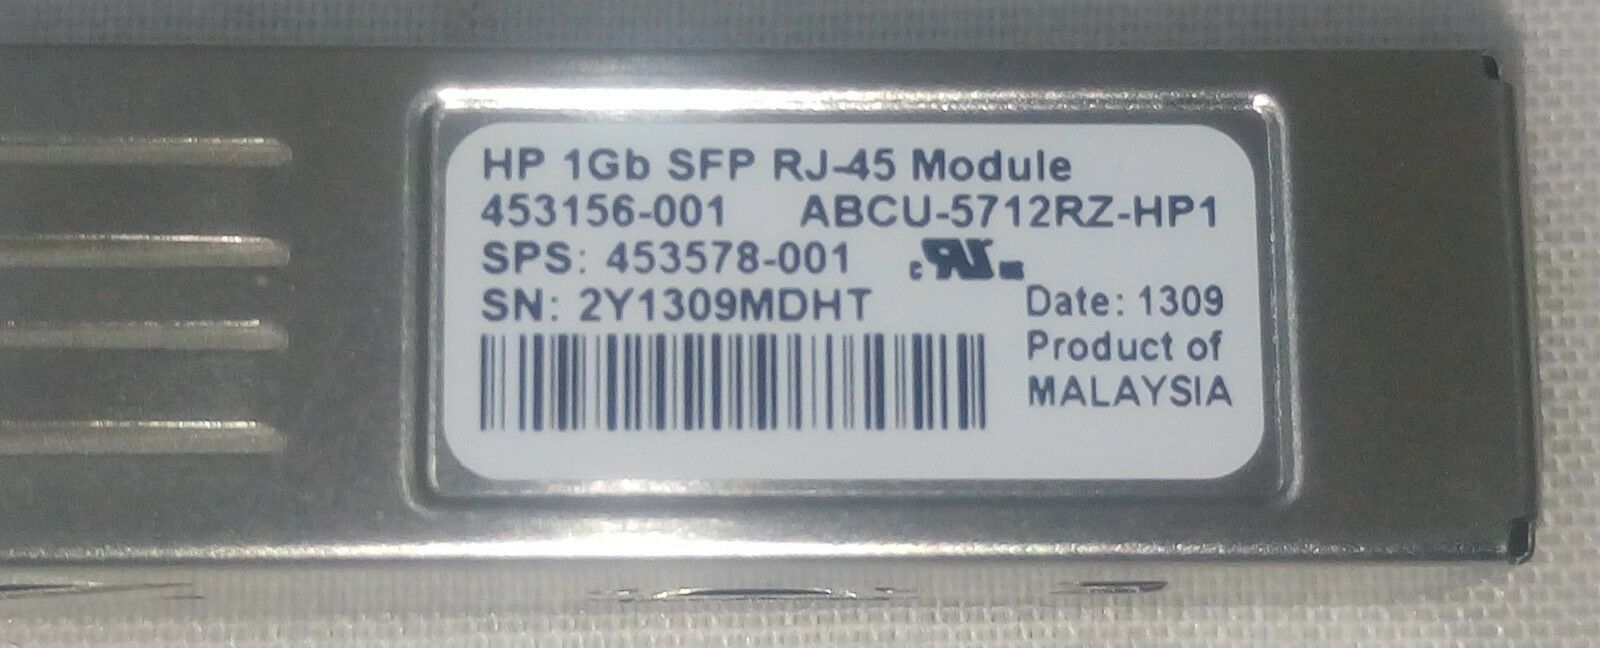 HP 1Gb SFP RJ-45 Module
453156-001 ABCU-5712RZ-HP1
SPS: 453578-001
SN: 2Y1309MDHT
Date: 1309
Product of
MALAYSIA